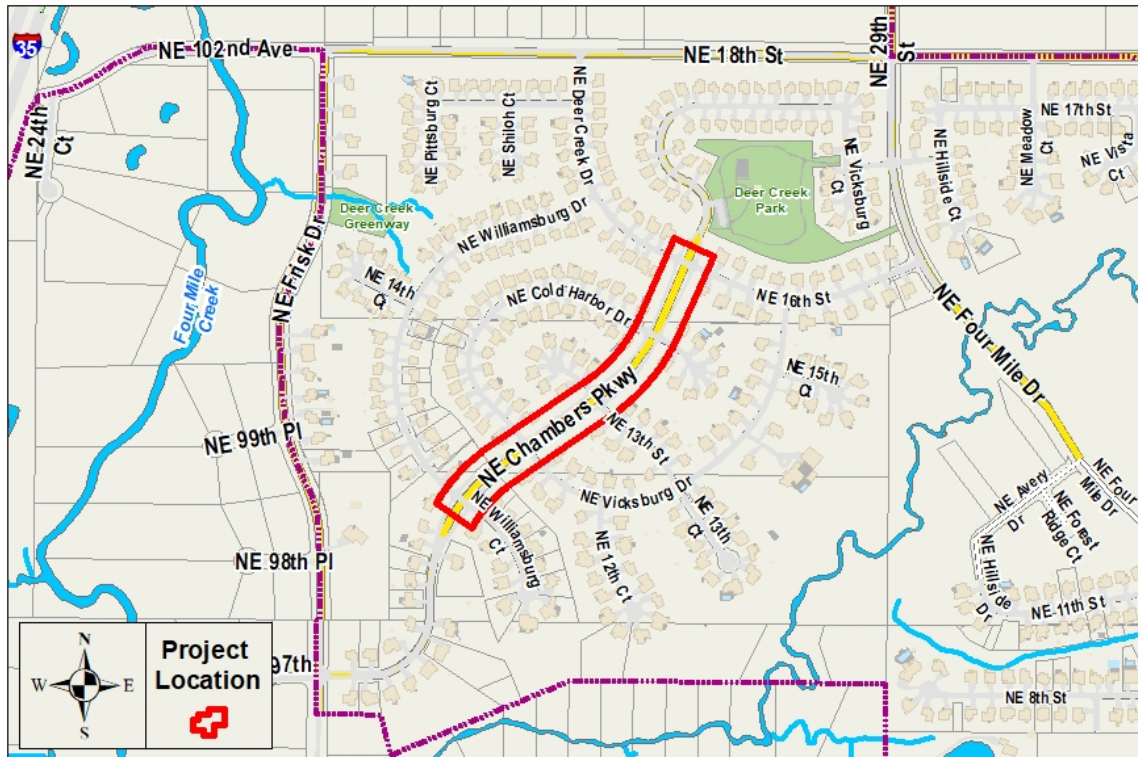 35
NE 102nd Ave
NE 18th St
NE 29th
St
NE 24th
Ct
NE Pittsburg Ct
NE Shiloh Ct
NE Deer Creek Dr
NE Vicksburg
Ct
NE Hillside Ct
NE Meadow
Ct
NE 17th St
NE Vista
Ct
Deer Creek
Park
Deer Creek
Greenway
NE Williamsburg Dr
NE Frisk Dr
Four Mile
Creek
NE 14th
Ct
NE Cold Harbor Dr
NE 16th St
NE Four Mile Dr
NE 15th
Ct
NE Chambers Pkwy
NE 13th St
NE 99th Pl
NE Vicksburg Dr
NE 13th
Ct
NE Williamsburg
Ct
NE 12th Ct
NE Avery
Dr
NE Forest
Ridge Ct
NE Four
Mile Dr
NE 98th Pl
NE Hillside
Dr
NE 11th St
97th
NE 8th St
N
W
E
S
Project
Location